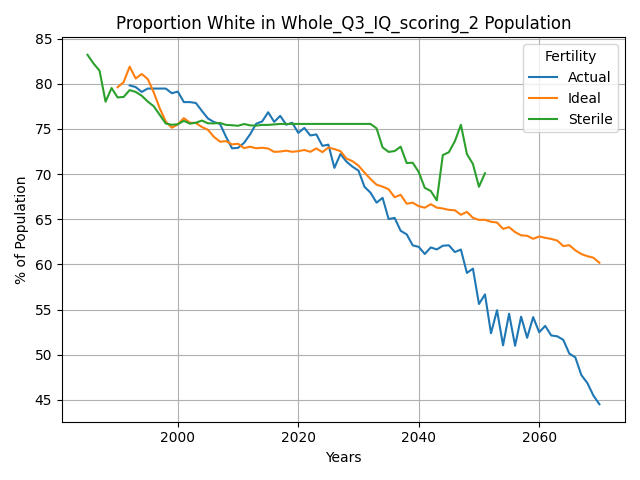 Proportion White in Whole_Q3_IQ_scoring_2 Population
Fertility
Actual
Ideal
Sterile
% of Population
85
80
75
70
65
60
55
50
45
2000
2020
2040
2060
Years